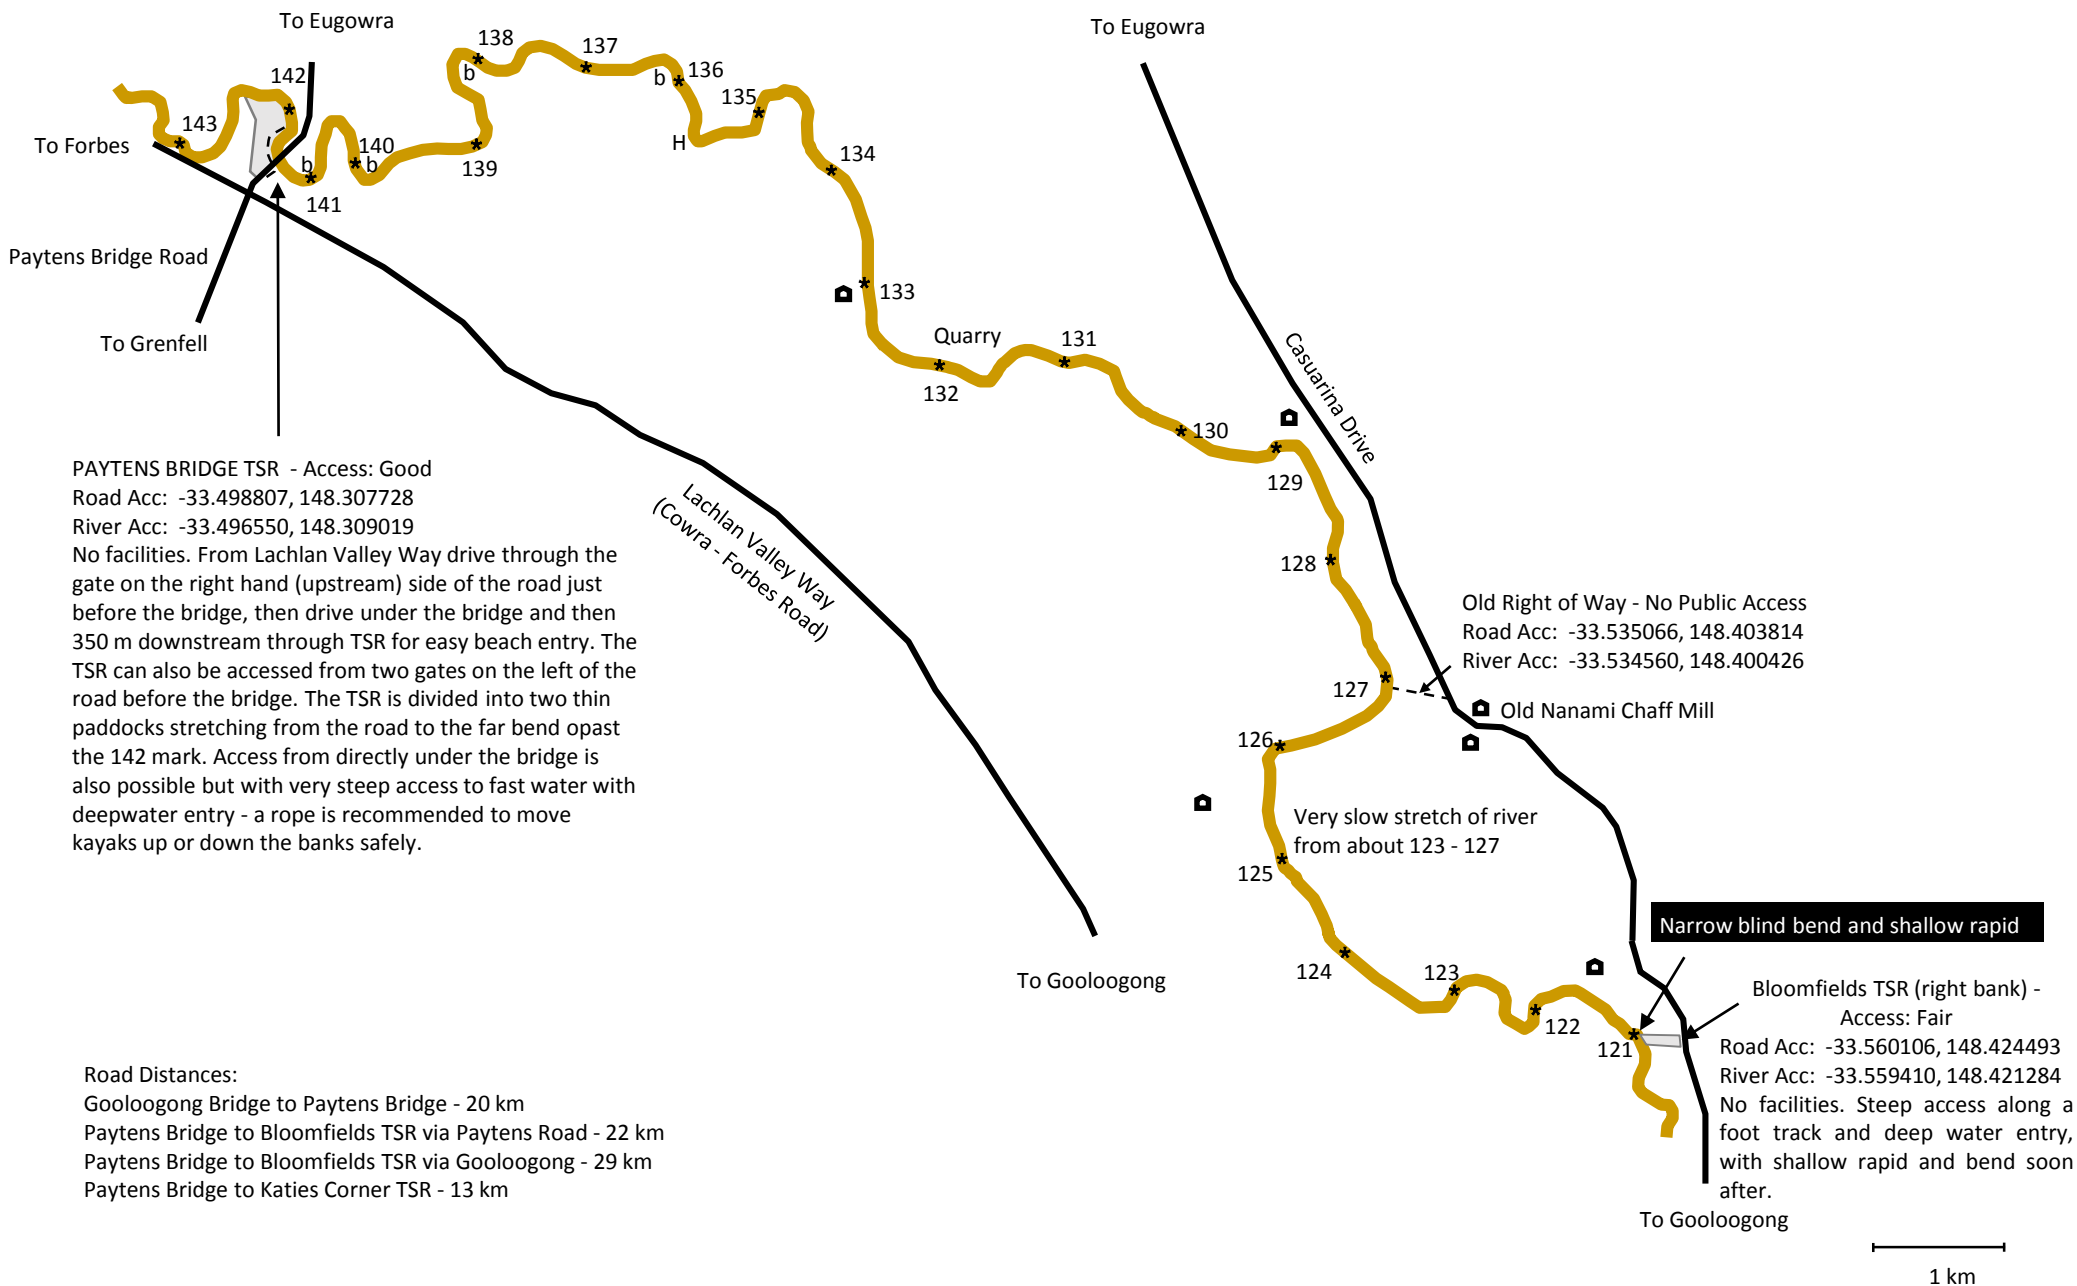 To Eugowra
To Eugowra
138
137
b
b
136
142
135
143
To Forbes
140
H
134
b
b
139
141
Paytens Bridge Road
133
To Grenfell
Quarry
131
132
Casuarina Drive
130
129
PAYTENS BRIDGE TSR - Access: Good
Road Acc: -33.498807, 148.307728
River Acc: -33.496550, 148.309019
No facilities. From Lachlan Valley Way drive through the
gate on the right hand (upstream) side of the road just
before the bridge, then drive under the bridge and then
350 m downstream through TSR for easy beach entry. The
TSR can also be accessed from two gates on the left of the
road before the bridge. The TSR is divided into two thin
paddocks stretching from the road to the far bend opast
the 142 mark. Access from directly under the bridge is
also possible but with very steep access to fast water with
deepwater entry - a rope is recommended to move
kayaks up or down the banks safely.
Lachlan Valley Way
(Cowra - Forbes Road)
128
Old Right of Way - No Public Access
Road Acc: -33.535066, 148.403814
River Acc: -33.534560, 148.400426
127
Old Nanami Chaff Mill
126
Very slow stretch of river
from about 123 - 127
125
Narrow blind bend and shallow rapid
124
123
To Gooloogong
122
121
Bloomfields TSR (right bank) -
Access: Fair
Road Acc: -33.560106, 148.424493
River Acc: -33.559410, 148.421284
No facilities. Steep access along a
foot track and deep water entry,
with shallow rapid and bend soon
after.
Road Distances:
Gooloogong Bridge to Paytens Bridge - 20 km
Paytens Bridge to Bloomfields TSR via Paytens Road - 22 km
Paytens Bridge to Bloomfields TSR via Gooloogong - 29 km
Paytens Bridge to Katies Corner TSR - 13 km
To Gooloogong
1 km